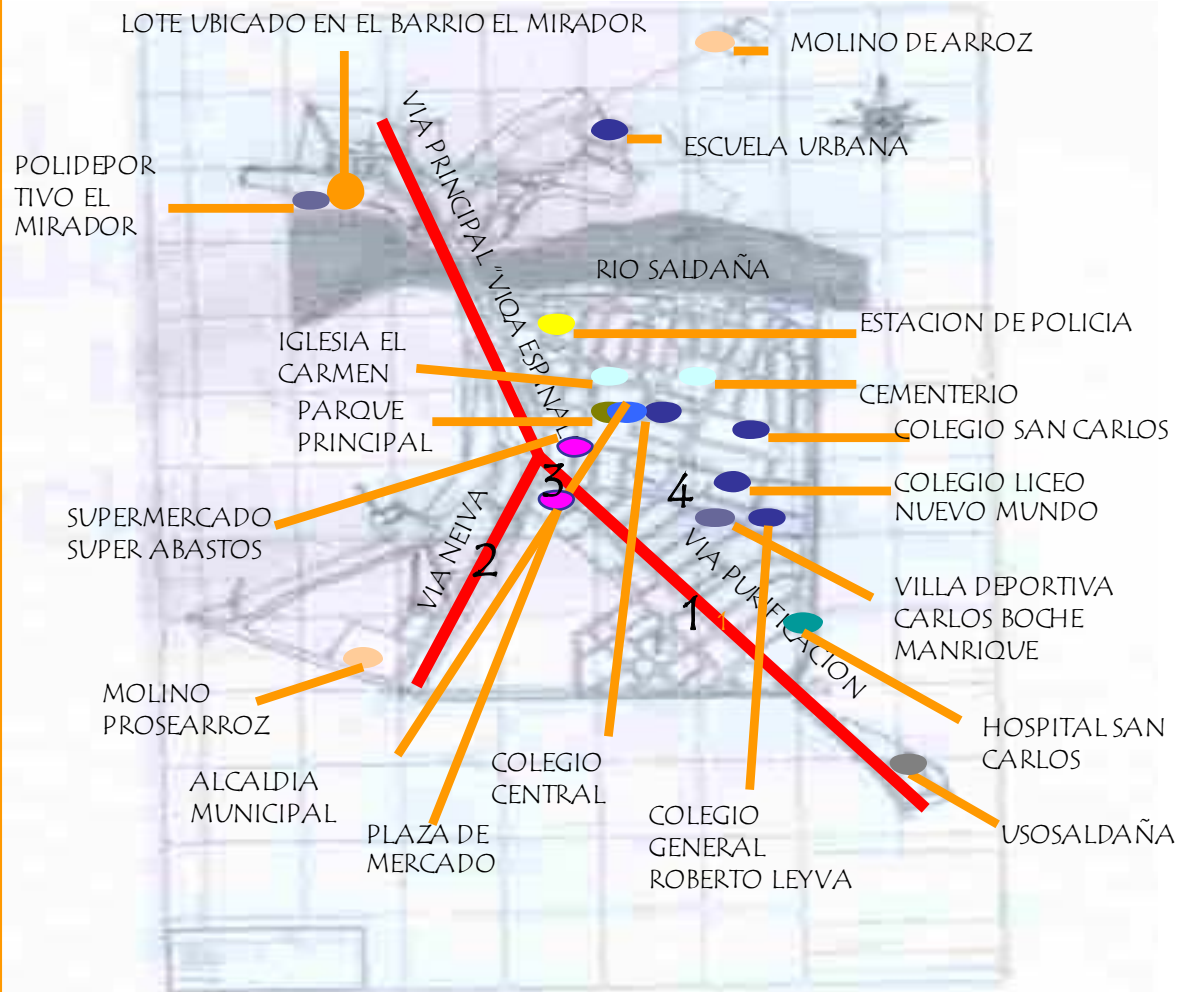 LOTE UBICADO EN EL BARRIO EL MIRADOR
MOLINO DE ARROZ
ESCUELA URBANA
POLIDEPOR
TIVO EL
MIRADOR
VIA PRINCIPAL "VIQA ESPINAL
RIO SALDAÑA
ESTACION DE POLICIA
IGLESIA EL
CARMEN
CEMENTERIO
PARQUE
PRINCIPAL
COLEGIO SAN CARLOS
3
4
COLEGIO LICEO
NUEVO MUNDO
SUPERMERCADO
SUPER ABASTOS
VIA NEIVA
2
VIA PURIFICACION
1
1
VILLA DEPORTIVA
CARLOS BOCHE
MANRIQUE
MOLINO
PROSEARROZ
HOSPITAL SAN
CARLOS
ALCALDIA
MUNICIPAL
COLEGIO
CENTRAL
PLAZA DE
MERCADO
COLEGIO
GENERAL
ROBERTO LEYVA
USOSALDAÑA